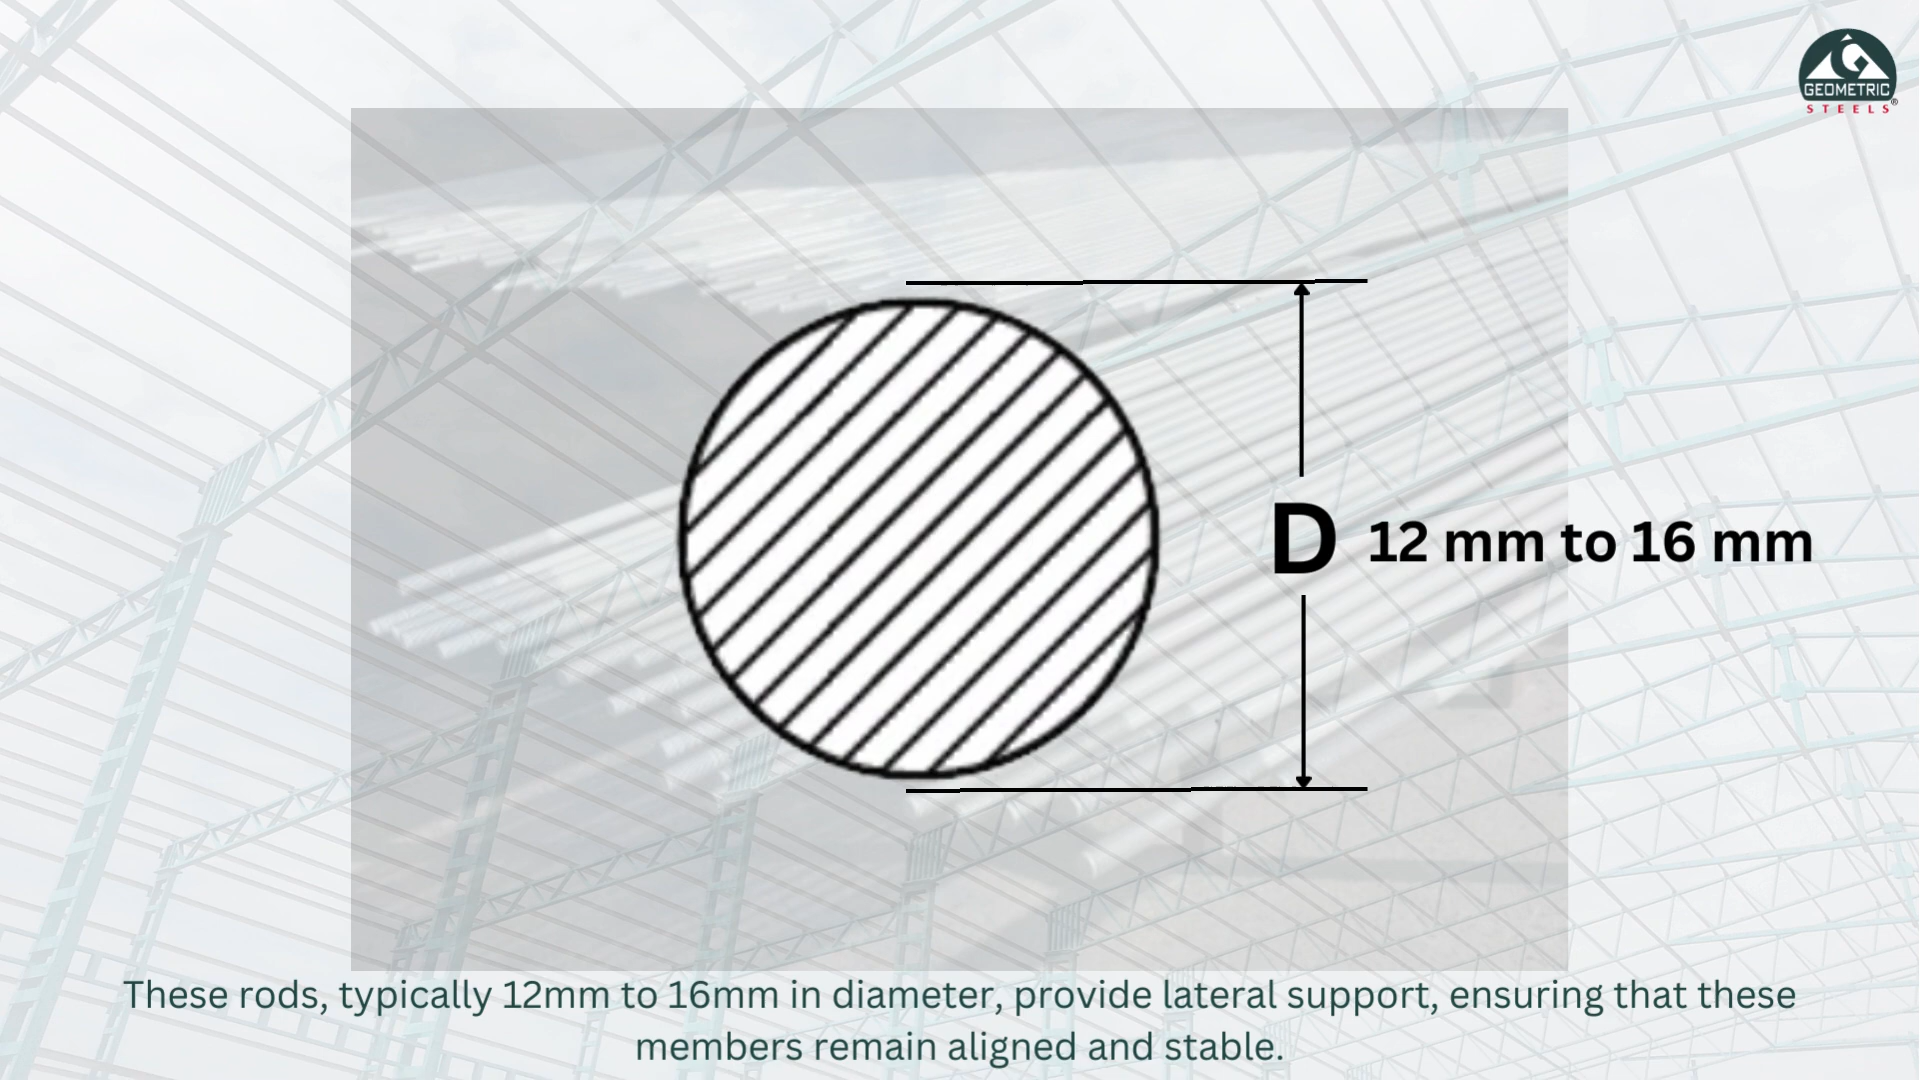 GEOMETRIC
STEELS®
D 12 mm to 16 mm
These rods, typically 12mm to 16mm in diameter, provide lateral support, ensuring that these
members remain aligned and stable.